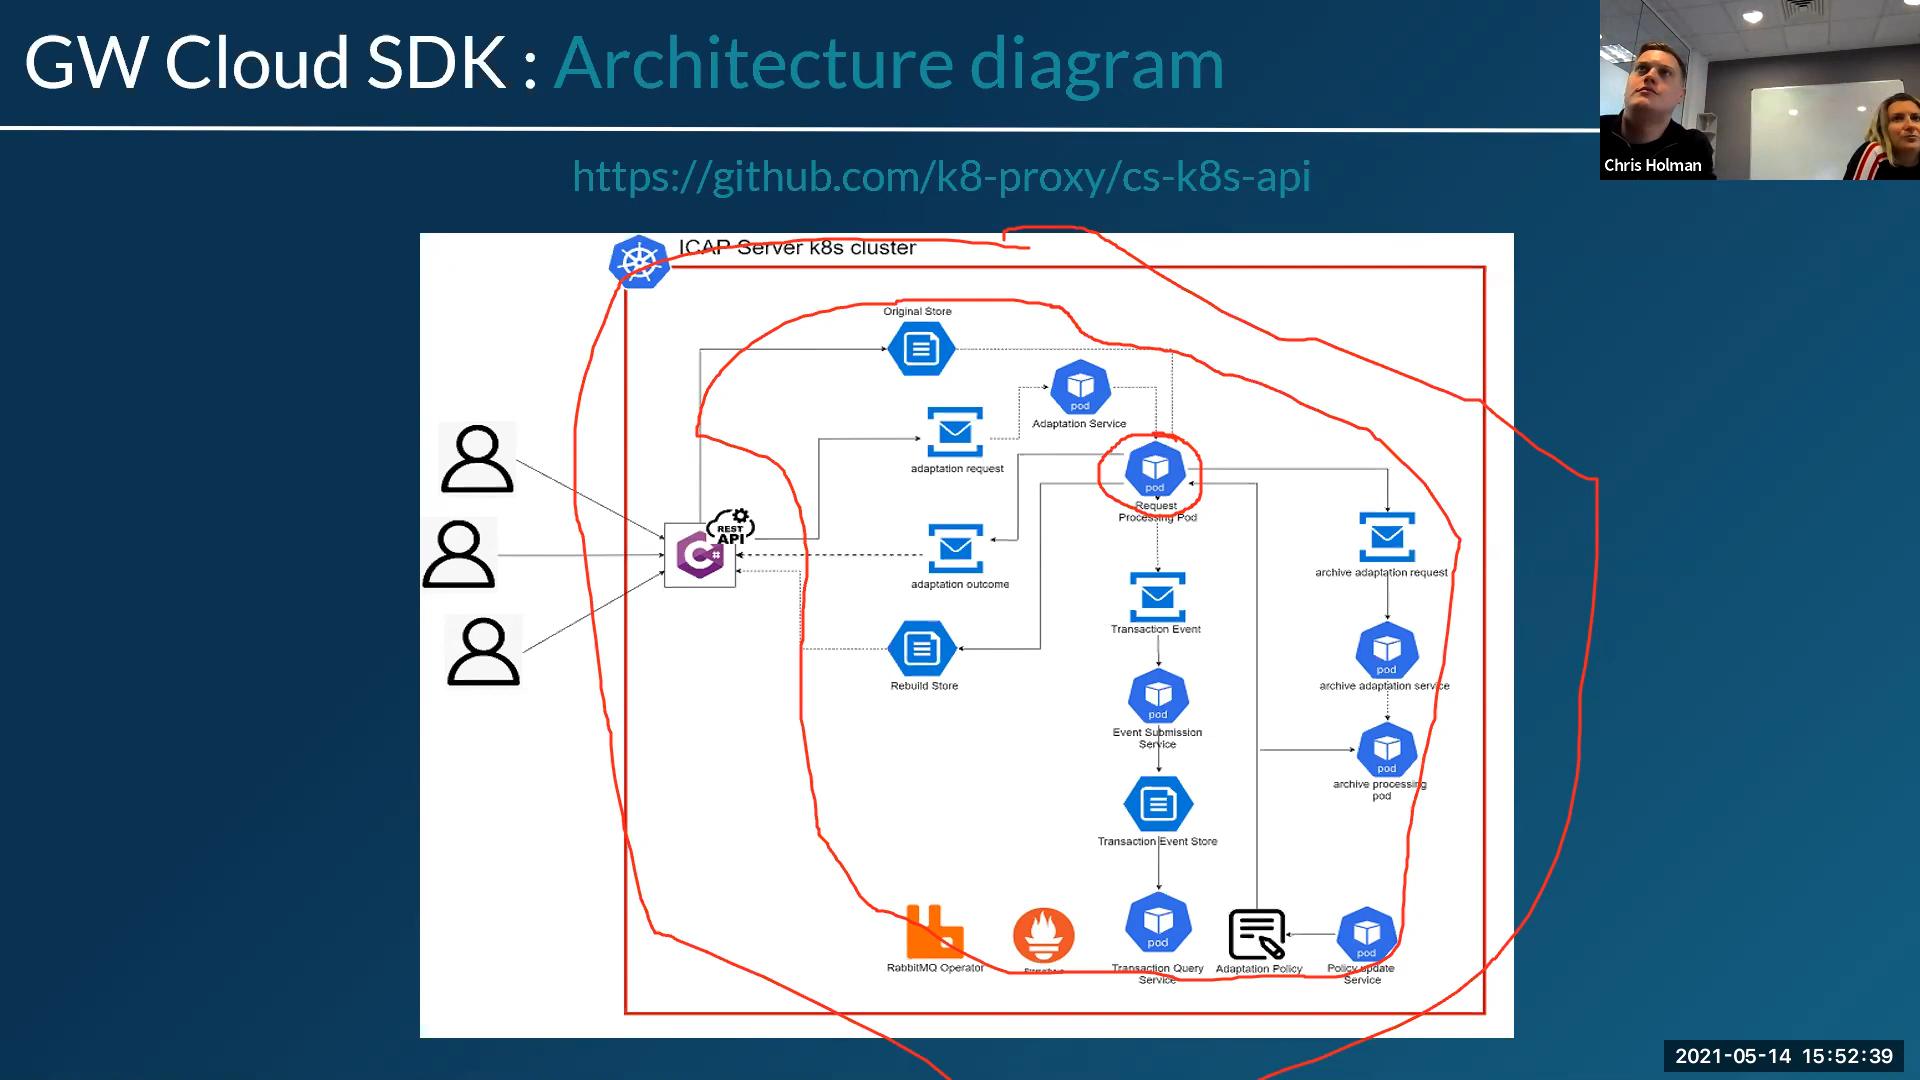 GW Cloud SDK : Architecture diagram
Chris Holman
https://github.com/k8-proxy/cs-k8s-api
ICAP Server k8s cluster
Original Store
pod
Adaptation Service
adaptation request
pod
Request
Processing Pod
REST
API
C#
adaptation outcome
archive adaptation request
Transaction Event
pod
archive adaptation service
Rebuild Store
pod
Event Submission
Service
pod
archive processing
pod
Transaction Event Store
pod
pod
RabbitMQ Operator
Transaction Query
Service
Adaptation Policy
Policy update
Service
2021-05-14 15:52:39